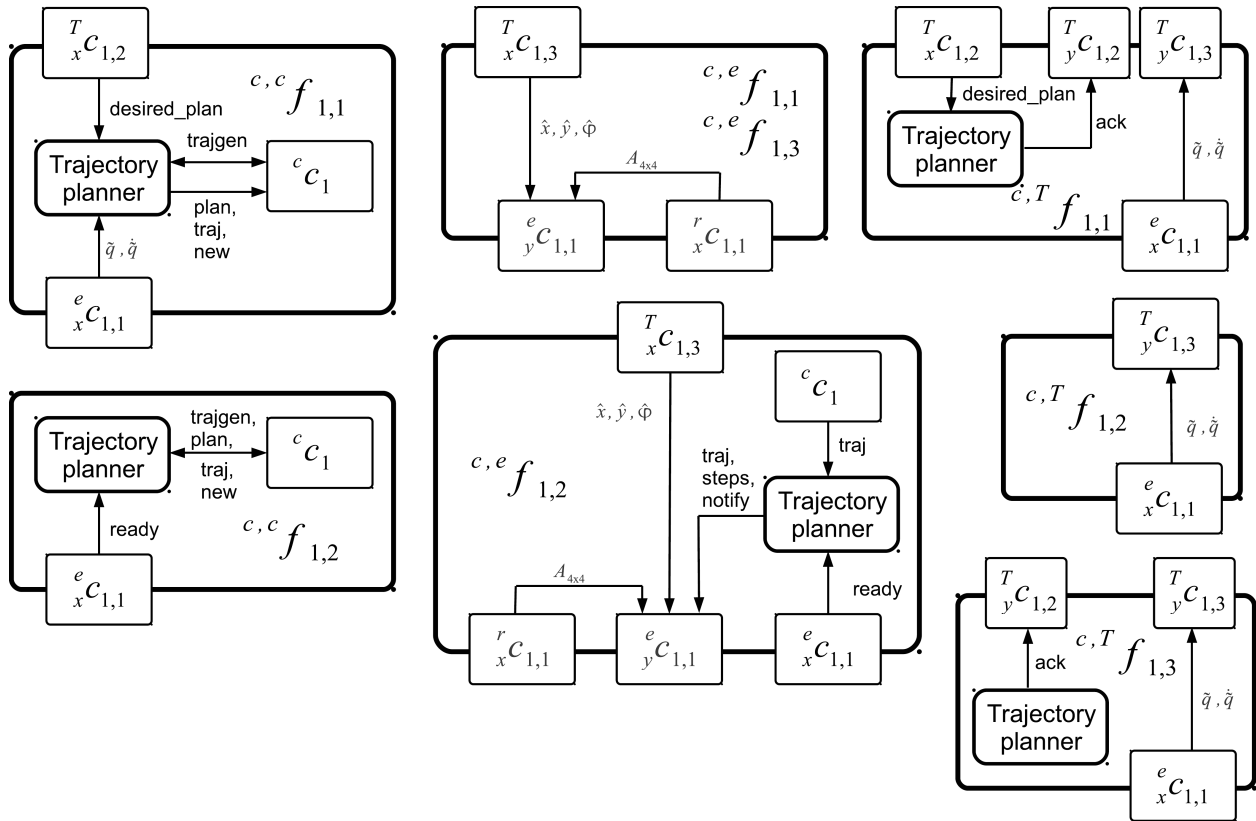 T x c 1,2
c, c f 1,1
desired_plan
Trajectory
planner
trajgen
c c 1
plan,
traj,
new
q̃ , q̃̇
e x c 1,1
Trajectory
planner
trajgen,
plan,
traj,
new
c c 1
ready
c, c f 1,2
e x c 1,1
T x c 1,3
c, e f 1,1
c, e f 1,3
x̂ , ŷ , φ̂
A 4x4
e y c 1,1
r x c 1,1
T x c 1,3
c c 1
x̂ , ŷ , φ̂
traj
c, e f 1,2
traj,
steps,
notify
Trajectory
planner
A 4x4
ready
r x c 1,1
e y c 1,1
e x c 1,1
T x c 1,2
T y c 1,2
T y c 1,3
desired_plan
ack
Trajectory
planner
q̃ , q̃̇
c, T f 1,1
e x c 1,1
T y c 1,3
c, T f 1,2
q̃ , q̃̇
e x c 1,1
T y c 1,2
T y c 1,3
c, T f 1,3
ack
Trajectory
planner
q̃ , q̃̇
e x c 1,1